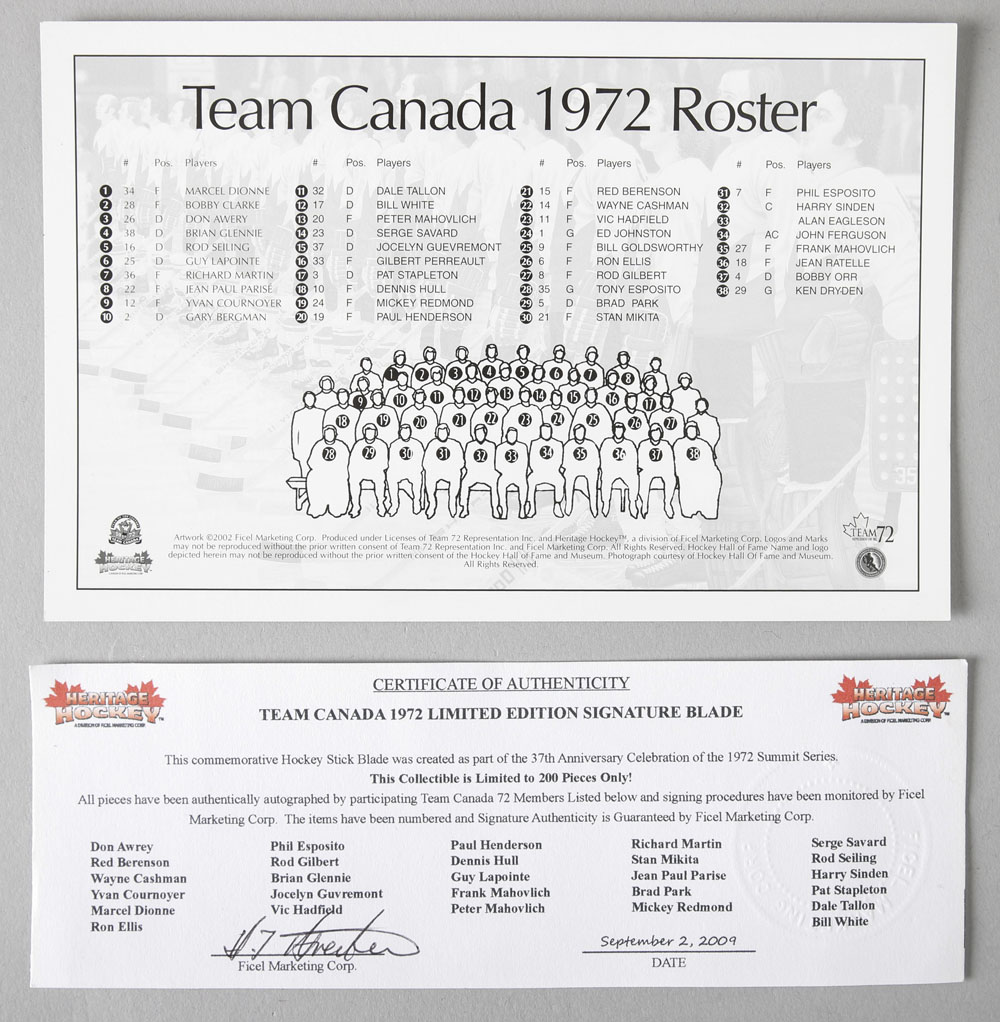 Team Canada 1972 Roster
# Pos. Players # Pos. Players # Pos. Players # Pos. Players
1 34 F MARCEL DIONNE 11 32 D DALE TALLON 21 15 F RED BERENSON 31 7 F PHIL ESPOSITO
2 28 F BOBBY CLARKE 12 17 D BILL WHITE 22 14 F WAYNE CASHMAN 32 C HARRY SINDEN
3 26 D DON AWERY 13 20 F PETER MAHOVLICH 23 11 F VIC HADFIELD 33 ALAN EAGLESON
4 38 D BRIAN GLENNIE 14 23 D SERGE SAVARD 24 1 G ED JOHNSTON 34 AC JOHN FERGUSON
5 16 D ROD SEILING 15 37 D JOCELYN GUEVREMONT 25 9 F BILL GOLDSWORTHY 35 27 F FRANK MAHOVLICH
6 25 D GUY LAPOINTE 16 33 F GILBERT PERREAULT 26 6 F RON ELLIS 36 18 F JEAN RATELLE
7 36 F RICHARD MARTIN 17 3 D PAT STAPLETON 27 8 F ROD GILBERT 37 4 D BOBBY ORR
8 22 F JEAN PAUL PARISE 18 10 F DENNIS HULL 28 35 G TONY ESPOSITO 38 29 G KEN DRYDEN
9 12 F YVAN COURNOYER 19 24 F MICKEY REDMOND 29 5 D BRAD PARK
10 2 D GARY BERGMAN 20 19 F PAUL HENDERSON 30 21 F STAN MIKITA
1 2 3 4 5 6 7 8
9 10 11 12 13 14 15 16 17
18 19 20 21 22 23 24 25 26 27
28 29 30 31 32 33 34 35 36 37 38
35
Artwork ©2002 Ficel Marketing Corp. Produced under Licenses of Team 72 Representation Inc. and Heritage Hockey™, a division of Ficel Marketing Corp. Logos and Marks
may not be reproduced without the prior written consent of Team 72 Representation Inc. and Ficel Marketing Corp. All Rights Reserved. Hockey Hall of Fame Name and logo
depicted herein may not be reproduced without the prior written consent of the Hockey Hall of Fame and Museum. Photograph courtesy of Hockey Hall Of Fame and Museum.
All Rights Reserved.
HERITAGE
HOCKEY
TEAM 72
HERITAGE
HOCKEY™
A DIVISION OF FICEL MARKETING CORP
HERITAGE
HOCKEY™
A DIVISION OF FICEL MARKETING CORP
CERTIFICATE OF AUTHENTICITY
TEAM CANADA 1972 LIMITED EDITION SIGNATURE BLADE
This commemorative Hockey Stick Blade was created as part of the 37th Anniversary Celebration of the 1972 Summit Series.
This Collectible is Limited to 200 Pieces Only!
All pieces have been authentically autographed by participating Team Canada 72 Members Listed below and signing procedures have been monitored by Ficel
Marketing Corp. The items have been numbered and Signature Authenticity is Guaranteed by Ficel Marketing Corp.
Don Awrey Phil Esposito Paul Henderson Richard Martin Serge Savard
Red Berenson Rod Gilbert Dennis Hull Stan Mikita Rod Seiling
Wayne Cashman Brian Glennie Guy Lapointe Jean Paul Parise Harry Sinden
Yvan Cournoyer Jocelyn Guvremont Frank Mahovlich Brad Park Pat Stapleton
Marcel Dionne Vic Hadfield Peter Mahovlich Mickey Redmond Dale Tallon
Ron Ellis Bill White
September 2, 2009
Ficel Marketing Corp. DATE